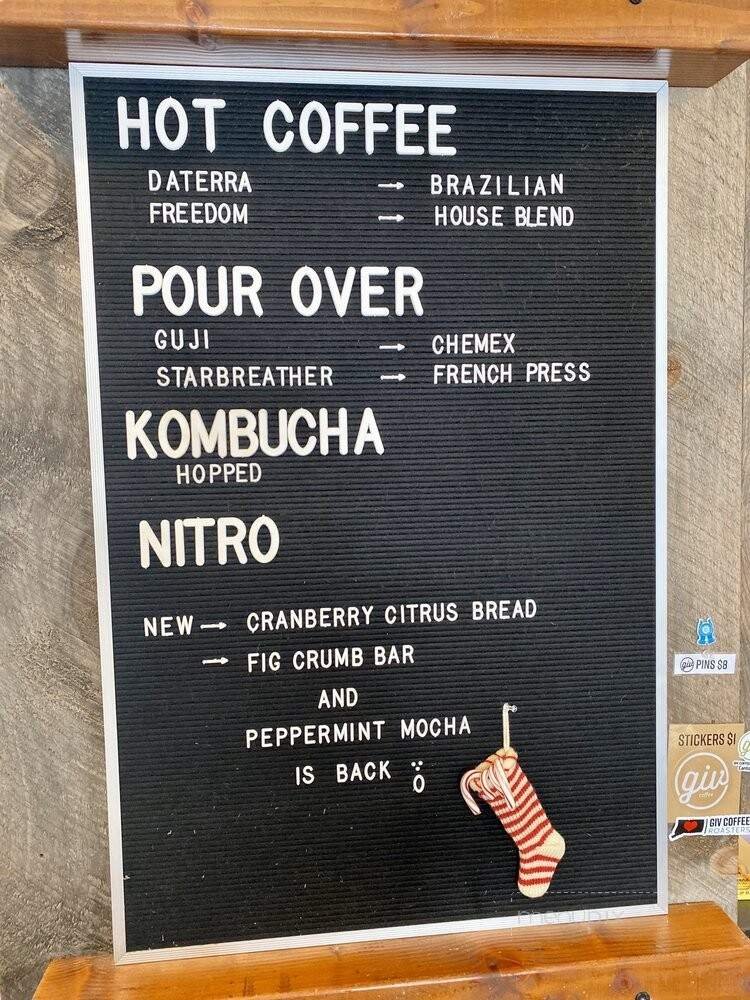 HOT COFFEE
DATERRA → BRAZILIAN
FREEDOM → HOUSE BLEND
POUR OVER
GUJI → CHEMEX
STARBREATHER → FRENCH PRESS
KOMBUCHA
HOPPED
NITRO
NEW → CRANBERRY CITRUS BREAD
→ FIG CRUMB BAR
AND
PEPPERMINT MOCHA
IS BACK
giv PINS $8
STICKERS $1
giv
coffee
GIV COFFEE
ROASTERS
menupix